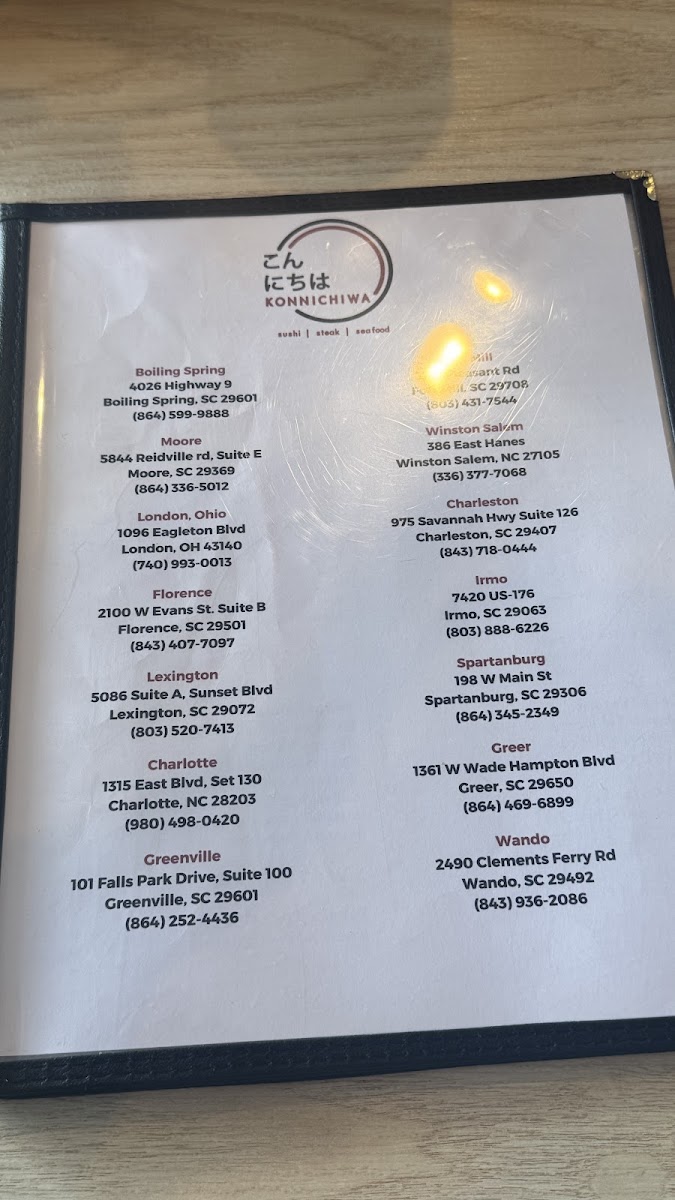 こん
にちは
KONNICHIWA
sushi | steak | seafood
Boiling Spring
4026 Highway 9
Boiling Spring, SC 29601
(864) 599-9888
Moore
5844 Reidville rd, Suite E
Moore, SC 29369
(864) 336-5012
London, Ohio
1096 Eagleton Blvd
London, OH 43140
(740) 993-0013
Florence
2100 W Evans St. Suite B
Florence, SC 29501
(843) 407-7097
Lexington
5086 Suite A, Sunset Blvd
Lexington, SC 29072
(803) 520-7413
Charlotte
1315 East Blvd, Set 130
Charlotte, NC 28203
(980) 498-0420
Greenville
101 Falls Park Drive, Suite 100
Greenville, SC 29601
(864) 252-4436
Mill
Rd
SC 29708
(803) 431-7544
Winston Salem
386 East Hanes
Winston Salem, NC 27105
(336) 377-7068
Charleston
975 Savannah Hwy Suite 126
Charleston, SC 29407
(843) 718-0444
Irmo
7420 US-176
Irmo, SC 29063
(803) 888-6226
Spartanburg
198 W Main St
Spartanburg, SC 29306
(864) 345-2349
Greer
1361 W Wade Hampton Blvd
Greer, SC 29650
(864) 469-6899
Wando
2490 Clements Ferry Rd
Wando, SC 29492
(843) 936-2086